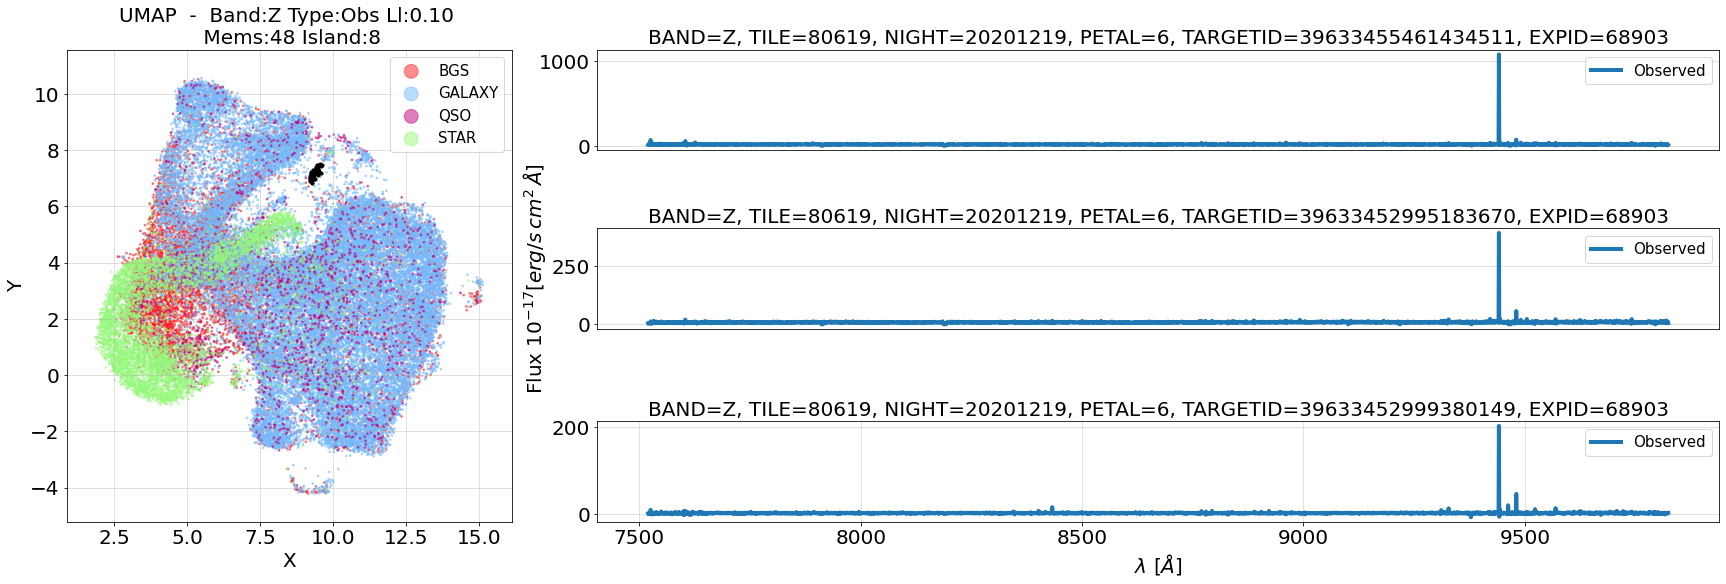 UMAP - Band:Z Type:Obs Ll:0.10
Mems:48 Island:8
BGS
GALAXY
QSO
STAR
10
8
6
4
2
0
−2
−4
Y
2.5 5.0 7.5 10.0 12.5 15.0
X
BAND=Z, TILE=80619, NIGHT=20201219, PETAL=6, TARGETID=39633455461434511, EXPID=68903
Observed
1000
0
BAND=Z, TILE=80619, NIGHT=20201219, PETAL=6, TARGETID=39633452995183670, EXPID=68903
Observed
250
0
Flux 10⁻¹⁷[erg/s cm² Å]
BAND=Z, TILE=80619, NIGHT=20201219, PETAL=6, TARGETID=39633452999380149, EXPID=68903
Observed
200
0
7500 8000 8500 9000 9500
λ [Å]